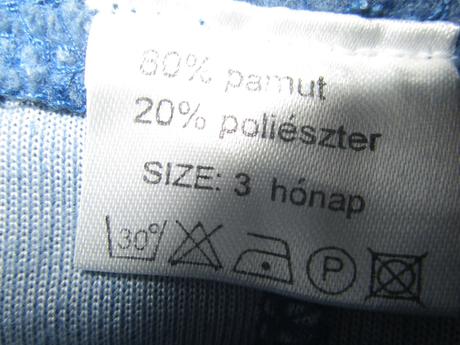 80% pamut
20% poliészter
SIZE: 3 hónap
30° P